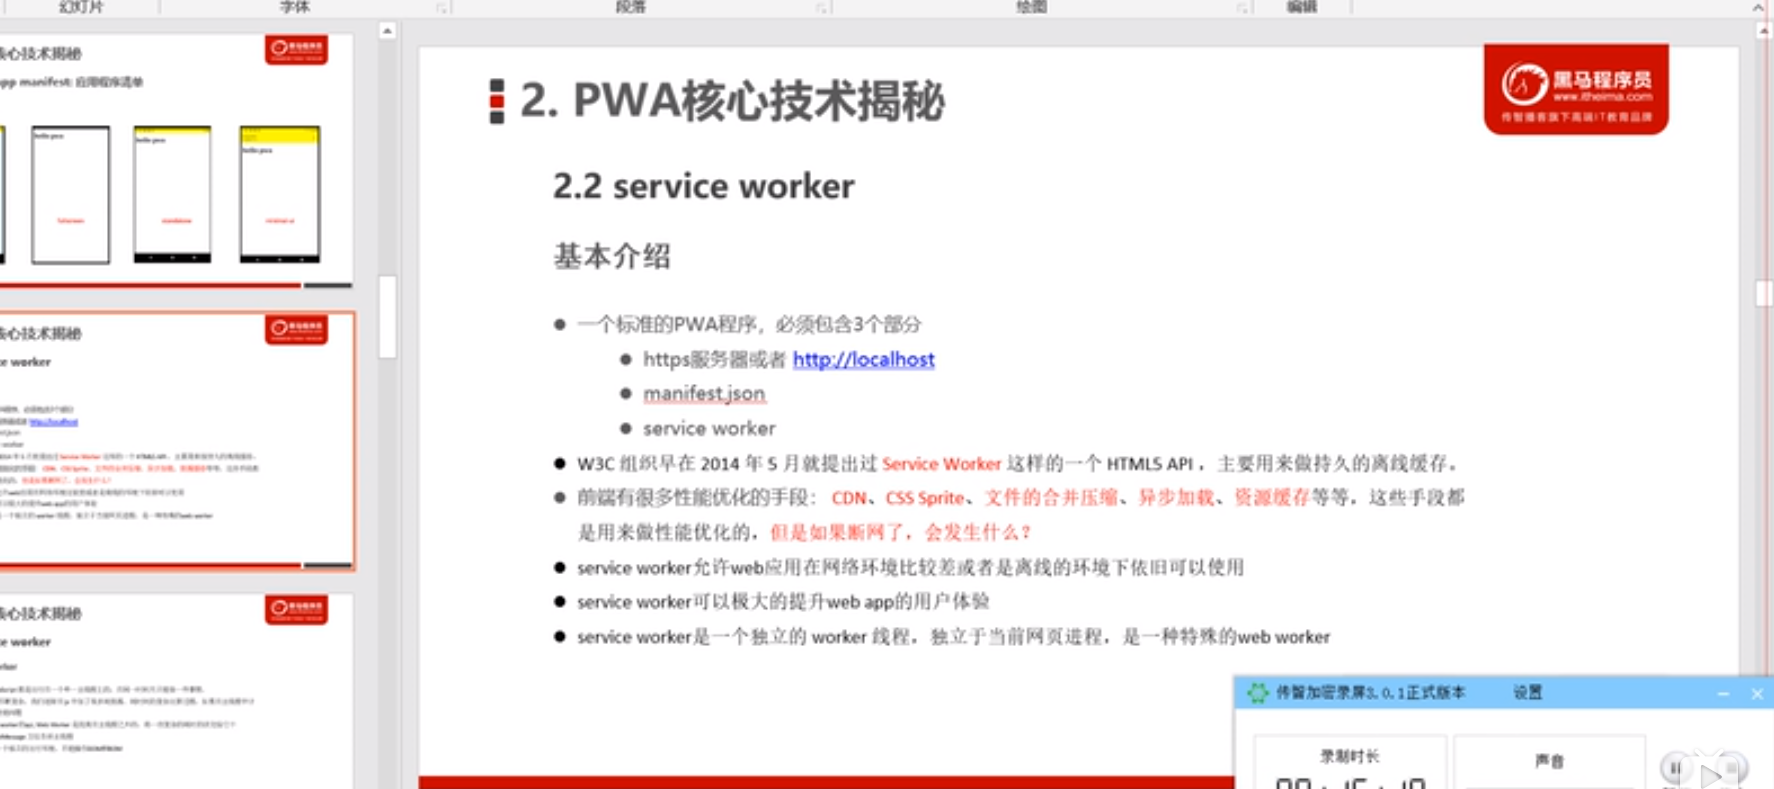 幻灯片
字体
段落
绘图
编辑
核心技术揭秘
app manifest: 应用程序清单
hello pwa
hello pwa
hello pwa
fullscreen
standalone
minimal-ui
核心技术揭秘
ce worker
http://localhost
核心技术揭秘
ce worker
2. PWA核心技术揭秘
黑马程序员
www.itheima.com
传智播客旗下高端IT教育品牌
2.2 service worker
基本介绍
一个标准的PWA程序，必须包含3个部分
https服务器或者 http://localhost
manifest.json
service worker
W3C 组织早在 2014 年 5 月就提出过 Service Worker 这样的一个 HTML5 API ，主要用来做持久的离线缓存。
前端有很多性能优化的手段： CDN、CSS Sprite、文件的合并压缩、异步加载、资源缓存等等，这些手段都
是用来做性能优化的，但是如果断网了，会发生什么？
service worker允许web应用在网络环境比较差或者是离线的环境下依旧可以使用
service worker可以极大的提升web app的用户体验
service worker是一个独立的 worker 线程，独立于当前网页进程，是一种特殊的web worker
传智加密录屏3.0.1正式版本
设置
录制时长
声音